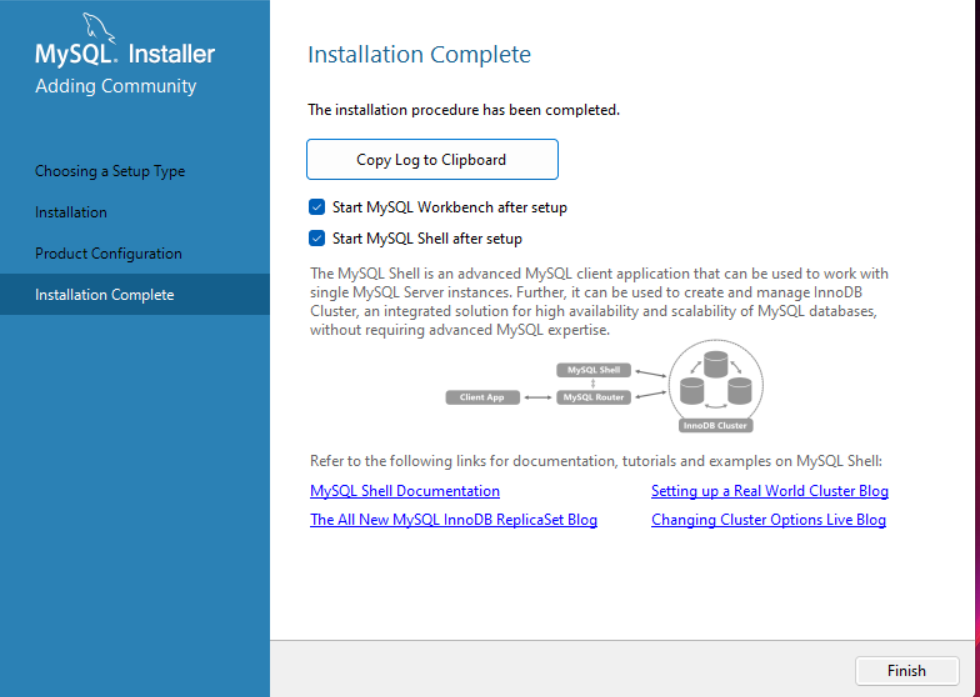 MySQL. Installer
Adding Community
Choosing a Setup Type
Installation
Product Configuration
Installation Complete
Installation Complete
The installation procedure has been completed.
Copy Log to Clipboard
Start MySQL Workbench after setup
Start MySQL Shell after setup
The MySQL Shell is an advanced MySQL client application that can be used to work with
single MySQL Server instances. Further, it can be used to create and manage InnoDB
Cluster, an integrated solution for high availability and scalability of MySQL databases,
without requiring advanced MySQL expertise.
MySQL Shell
Client App
MySQL Router
InnoDB Cluster
Refer to the following links for documentation, tutorials and examples on MySQL Shell:
MySQL Shell Documentation
Setting up a Real World Cluster Blog
The All New MySQL InnoDB ReplicaSet Blog
Changing Cluster Options Live Blog
Finish